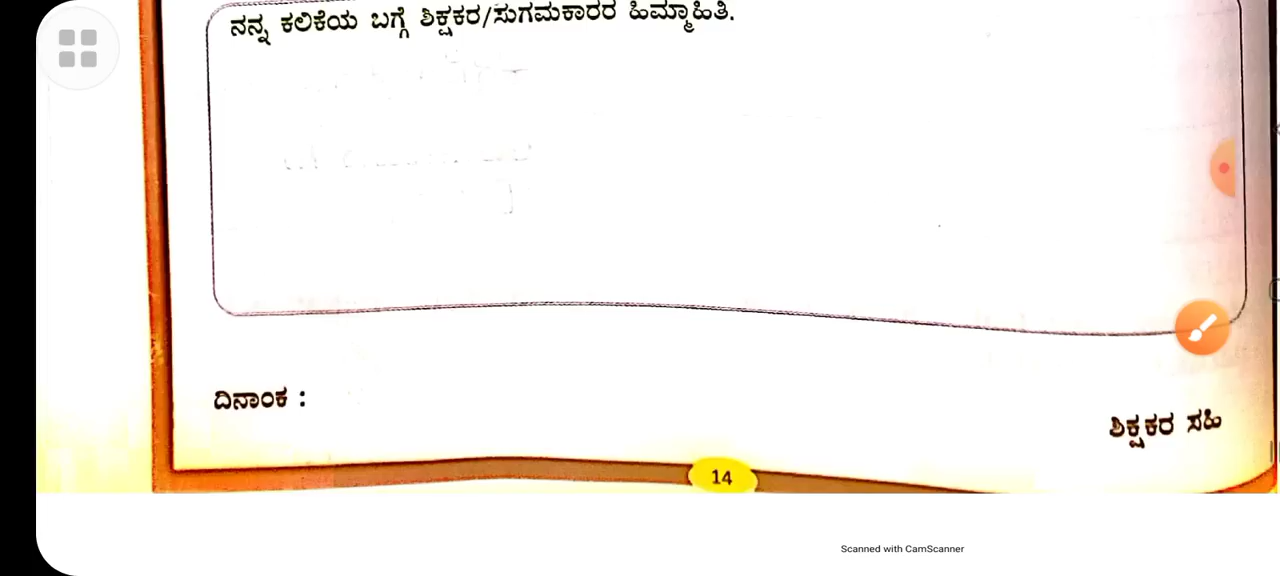 ನನ್ನ ಕಲಿಕೆಯ ಬಗ್ಗೆ ಶಿಕ್ಷಕರ/ಸುಗಮಕಾರರ ಹಿಮ್ಮಾಹಿತಿ.
ದಿನಾಂಕ :
ಶಿಕ್ಷಕರ ಸಹಿ
14
Scanned with CamScanner